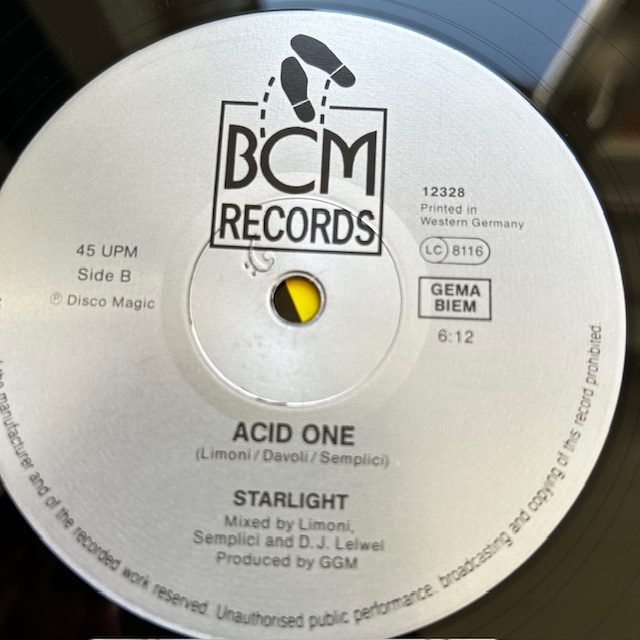 BCM
RECORDS
12328
Printed in
Western Germany
LC 8116
GEMA
BIEM
6:12
45 UPM
Side B
℗ Disco Magic
ACID ONE
(Limoni/Davoli/Semplici)
STARLIGHT
Mixed by Limoni,
Semplici and D.J. Lelwel
Produced by GGM
the manufacturer and of the recorded work reserved. Unauthorised public performance, broadcasting and copying of this record prohibited.